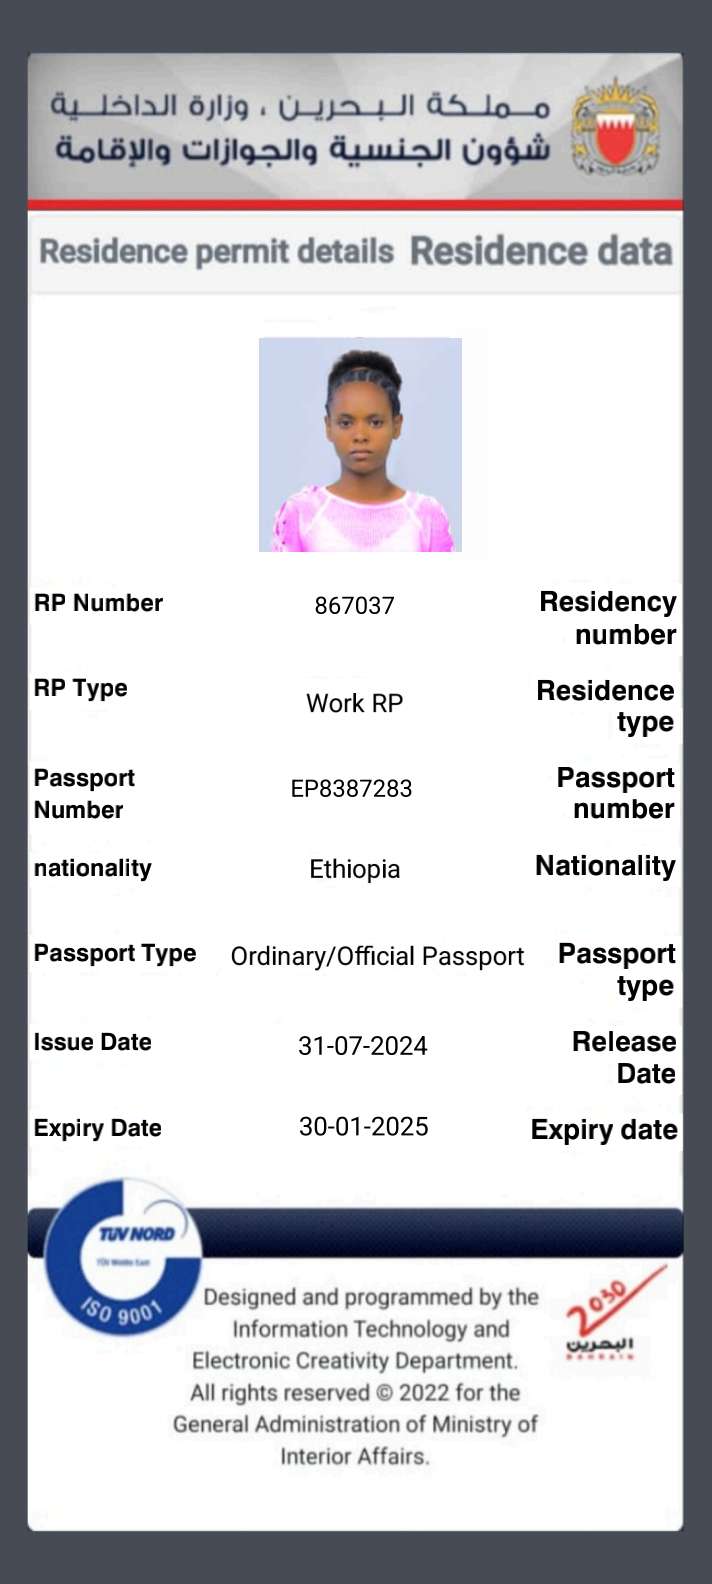 مملكة البحرين ، وزارة الداخلية
شؤون الجنسية والجوازات والإقامة
Residence permit details Residence data
RP Number 867037 Residency
number
RP Type Work RP Residence
type
Passport
Number EP8387283 Passport
number
nationality Ethiopia Nationality
Passport Type Ordinary/Official Passport Passport
type
Issue Date 31-07-2024 Release
Date
Expiry Date 30-01-2025 Expiry date
TUV NORD
TÜV Middle East
ISO 9001
Designed and programmed by the
Information Technology and
Electronic Creativity Department.
All rights reserved © 2022 for the
General Administration of Ministry of
Interior Affairs.
2030
البحرين
BAHRAIN